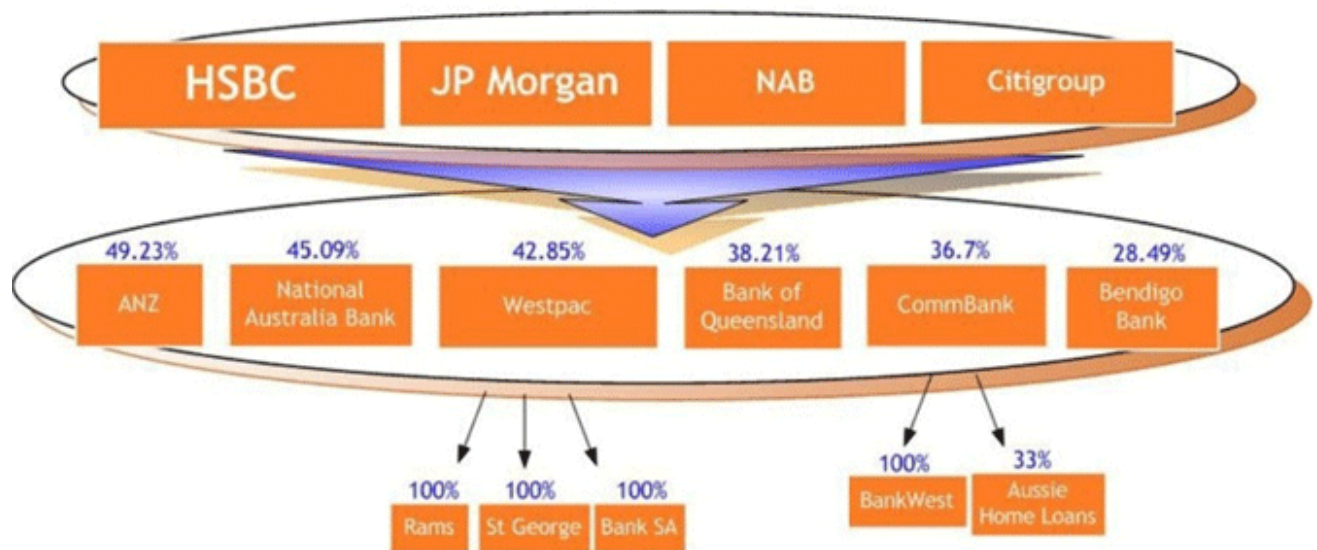 HSBC
JP Morgan
NAB
Citigroup
49.23%
45.09%
42.85%
38.21%
36.7%
28.49%
ANZ
National
Australia Bank
Westpac
Bank of
Queensland
CommBank
Bendigo
Bank
100%
100%
100%
100%
33%
Rams
St George
Bank SA
BankWest
Aussie
Home Loans